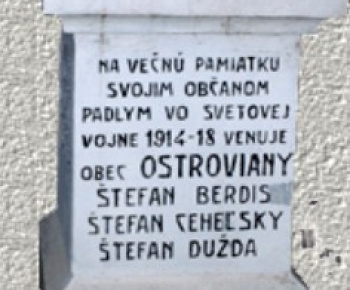 NA VEČNÚ PAMIATKU
SVOJIM OBČANOM
PADLYM VO SVETOVEJ
VOJNE 1914-18 VENUJE
OBEC OSTROVIANY
ŠTEFAN BERDIS
ŠTEFAN CEHEĽSKY
ŠTEFAN DUŽDA